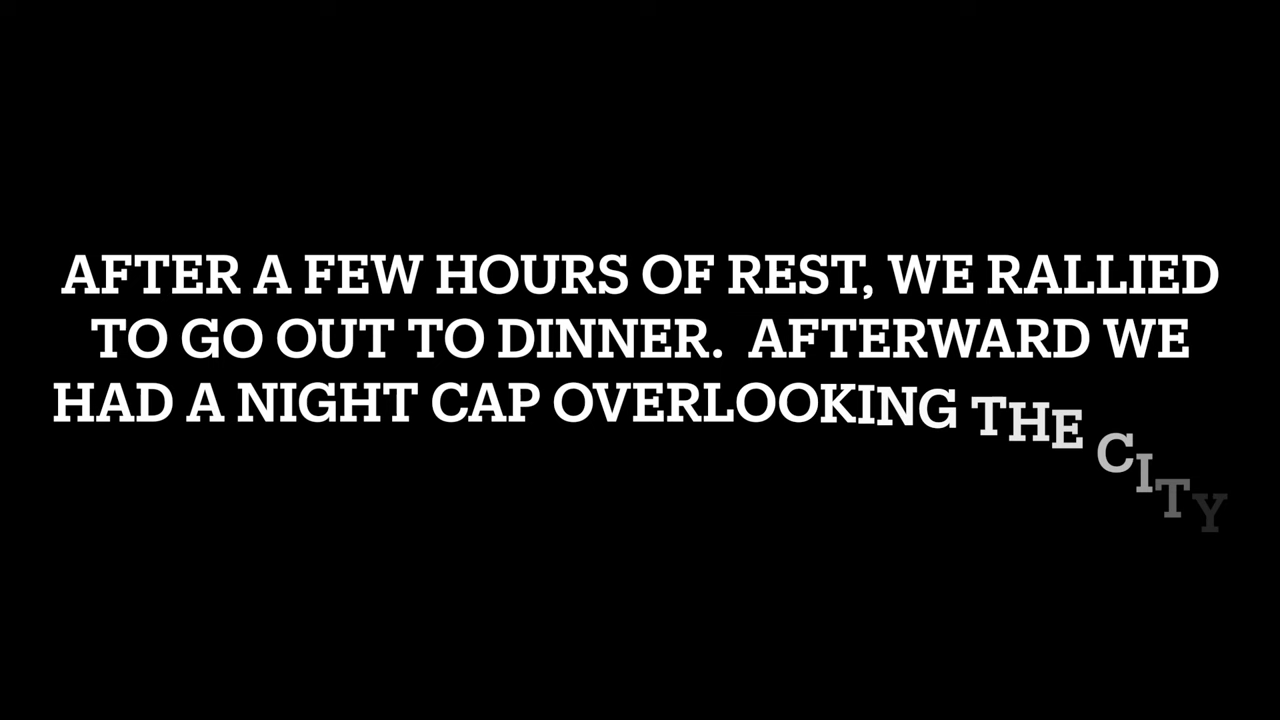 AFTER A FEW HOURS OF REST, WE RALLIED
TO GO OUT TO DINNER.  AFTERWARD WE
HAD A NIGHT CAP OVERLOOKING THE CITY